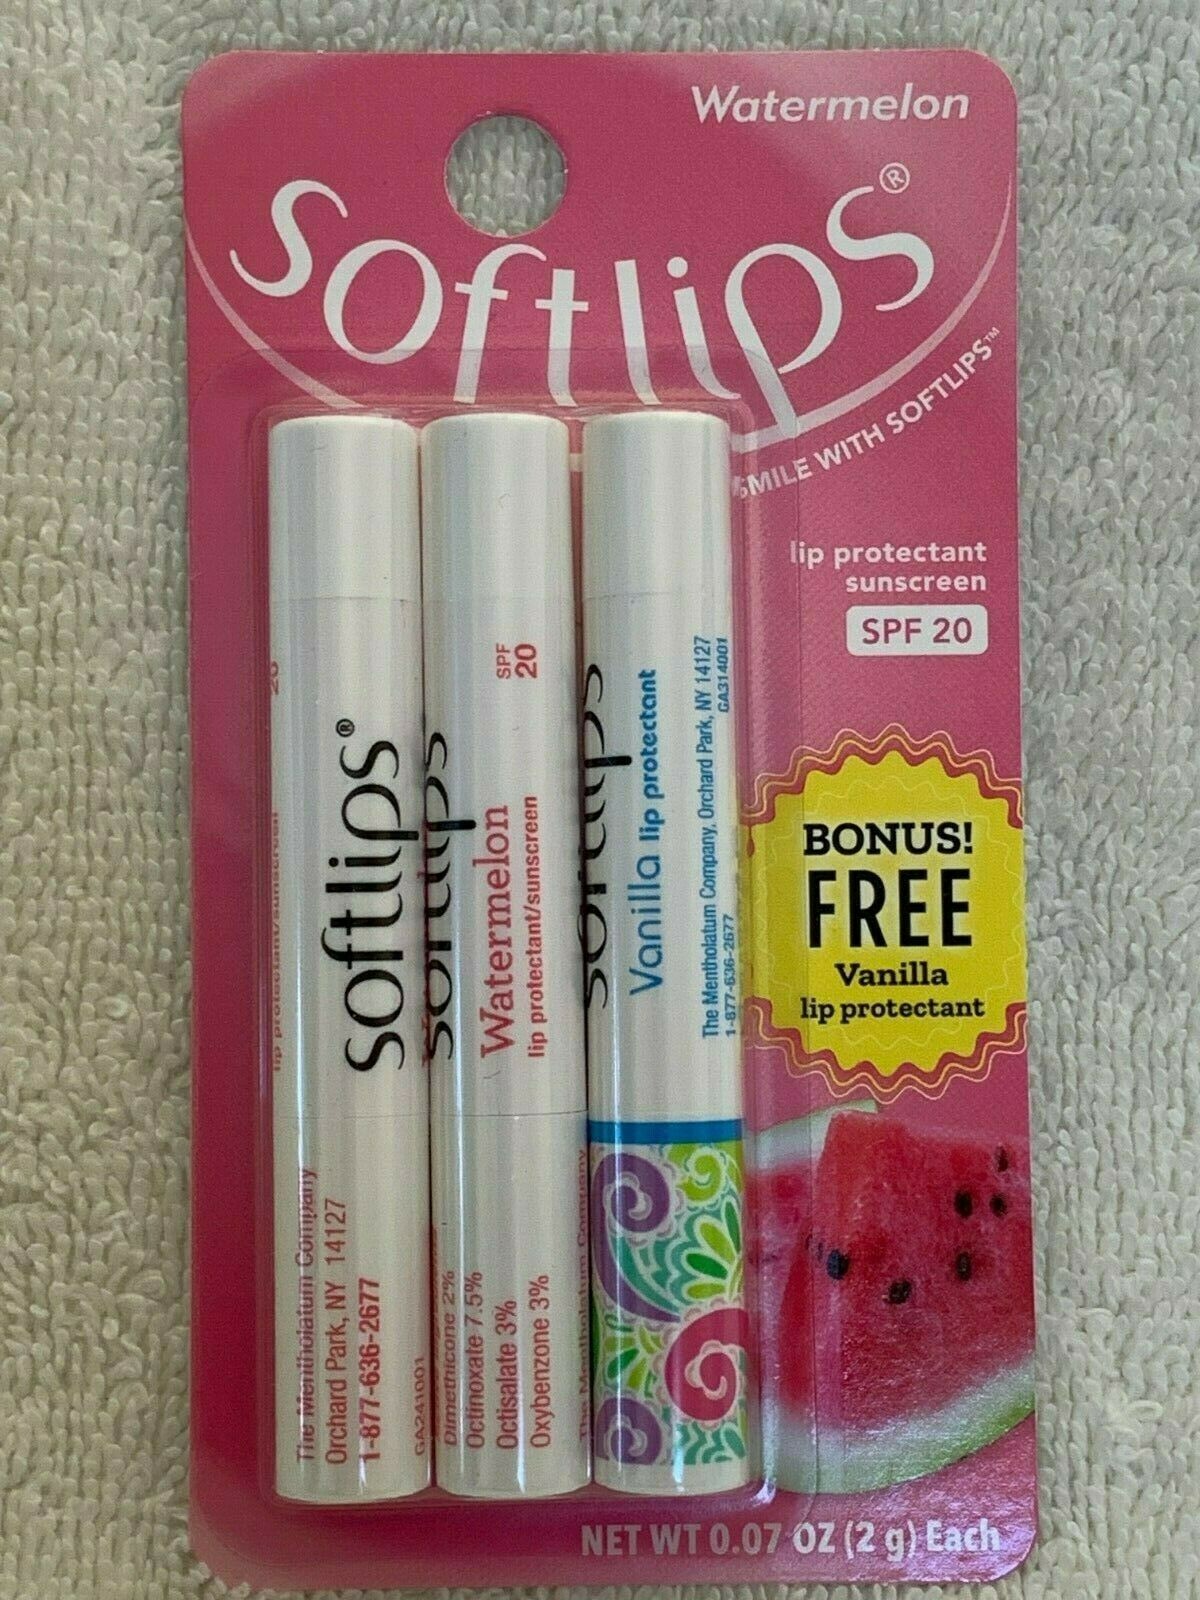 Watermelon
softlips®
SMILE WITH SOFTLIPS™
lip protectant
sunscreen
SPF 20
BONUS!
FREE
Vanilla
lip protectant
20
lip protectant/sunscreen
softlips®
The Mentholatum Company
Orchard Park, NY 14127
1-877-636-2677
GA241001
softlips
SPF
20
Watermelon
lip protectant/sunscreen
Dimethicone 2%
Octinoxate 7.5%
Octisalate 3%
Oxybenzone 3%
The Mentholatum Company
softlips
Vanilla lip protectant
The Mentholatum Company, Orchard Park, NY 14127
1-877-636-2677
GA314001
NET WT 0.07 OZ (2 g) Each